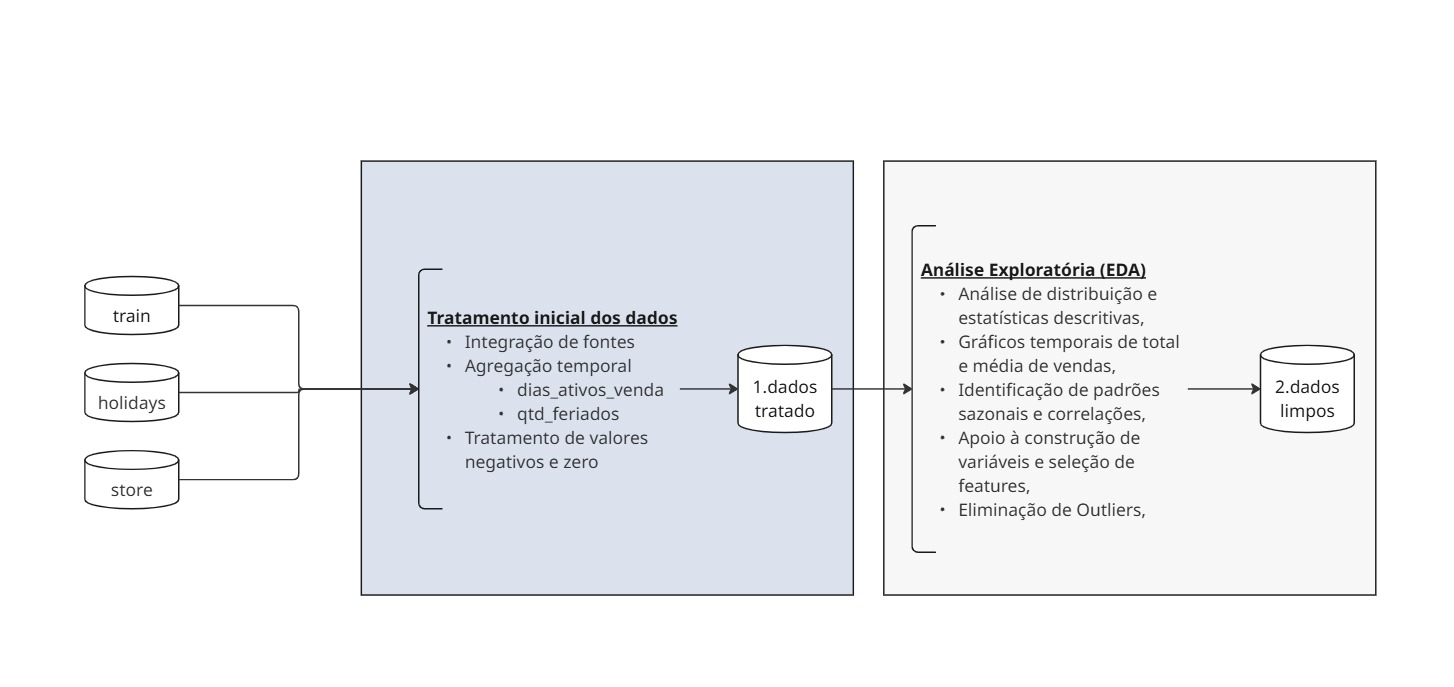 train
holidays
store
Tratamento inicial dos dados
• Integração de fontes
• Agregação temporal
• dias_ativos_venda
• qtd_feriados
• Tratamento de valores
negativos e zero
1.dados
tratado
Análise Exploratória (EDA)
• Análise de distribuição e
estatísticas descritivas,
• Gráficos temporais de total
e média de vendas,
• Identificação de padrões
sazonais e correlações,
• Apoio à construção de
variáveis e seleção de
features,
• Eliminação de Outliers,
2.dados
limpos